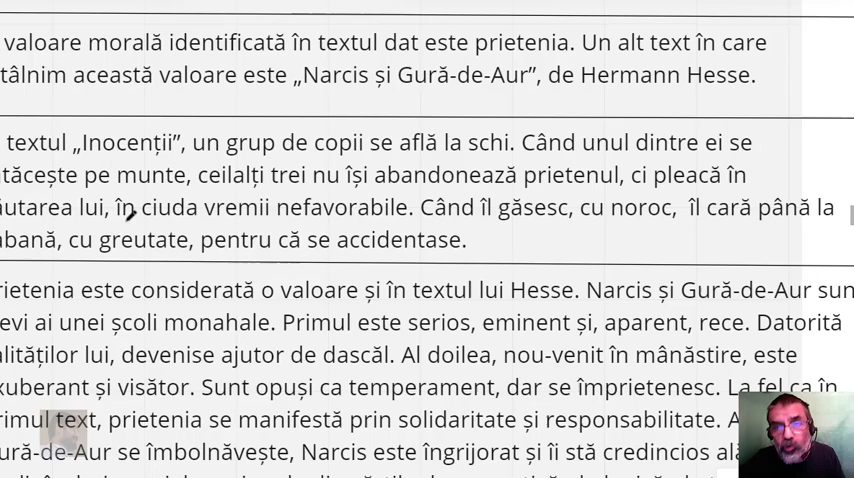 valoare morală identificată în textul dat este prietenia. Un alt text în care
tâlnim această valoare este „Narcis și Gură-de-Aur”, de Hermann Hesse.
textul „Inocenții”, un grup de copii se află la schi. Când unul dintre ei se
tăcește pe munte, ceilalți trei nu își abandonează prietenul, ci pleacă în
ăutarea lui, în ciuda vremii nefavorabile. Când îl găsesc, cu noroc, îl cară până la
abană, cu greutate, pentru că se accidentase.
rietenia este considerată o valoare și în textul lui Hesse. Narcis și Gură-de-Aur sun
evi ai unei școli monahale. Primul este serios, eminent și, aparent, rece. Datorită
alităților lui, devenise ajutor de dascăl. Al doilea, nou-venit în mânăstire, este
xuberant și visător. Sunt opuși ca temperament, dar se împrietenesc. La fel ca în
rimul text, prietenia se manifestă prin solidaritate și responsabilitate.
ură-de-Aur se îmbolnăvește, Narcis este îngrijorat și îi stă credincios